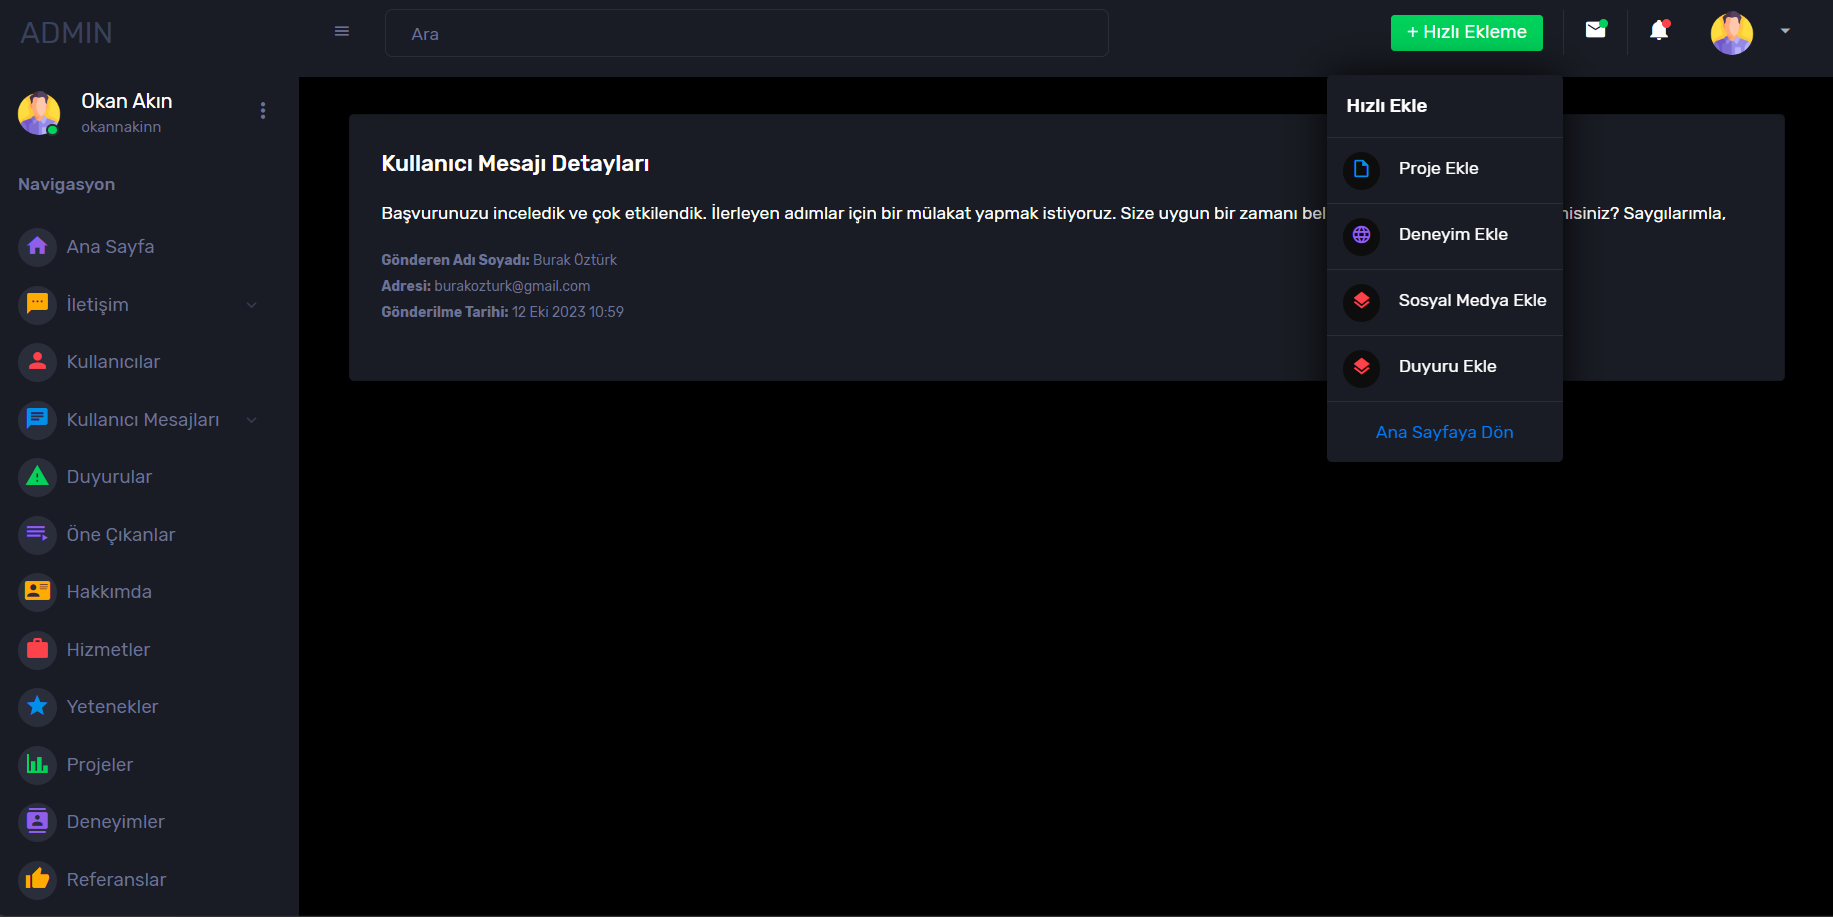 ADMIN
Ara
+ Hızlı Ekleme
Okan Akın
okannakinn
Navigasyon
Ana Sayfa
İletişim
Kullanıcılar
Kullanıcı Mesajları
Duyurular
Öne Çıkanlar
Hakkımda
Hizmetler
Yetenekler
Projeler
Deneyimler
Referanslar
Kullanıcı Mesajı Detayları
Başvurunuzu inceledik ve çok etkilendik. İlerleyen adımlar için bir mülakat yapmak istiyoruz. Size uygun bir zamanı Saygılarımla,
Gönderen Adı Soyadı: Burak Öztürk
Adresi: burakozturk@gmail.com
Gönderilme Tarihi: 12 Eki 2023 10:59
Hızlı Ekle
Proje Ekle
Deneyim Ekle
Sosyal Medya Ekle
Duyuru Ekle
Ana Sayfaya Dön